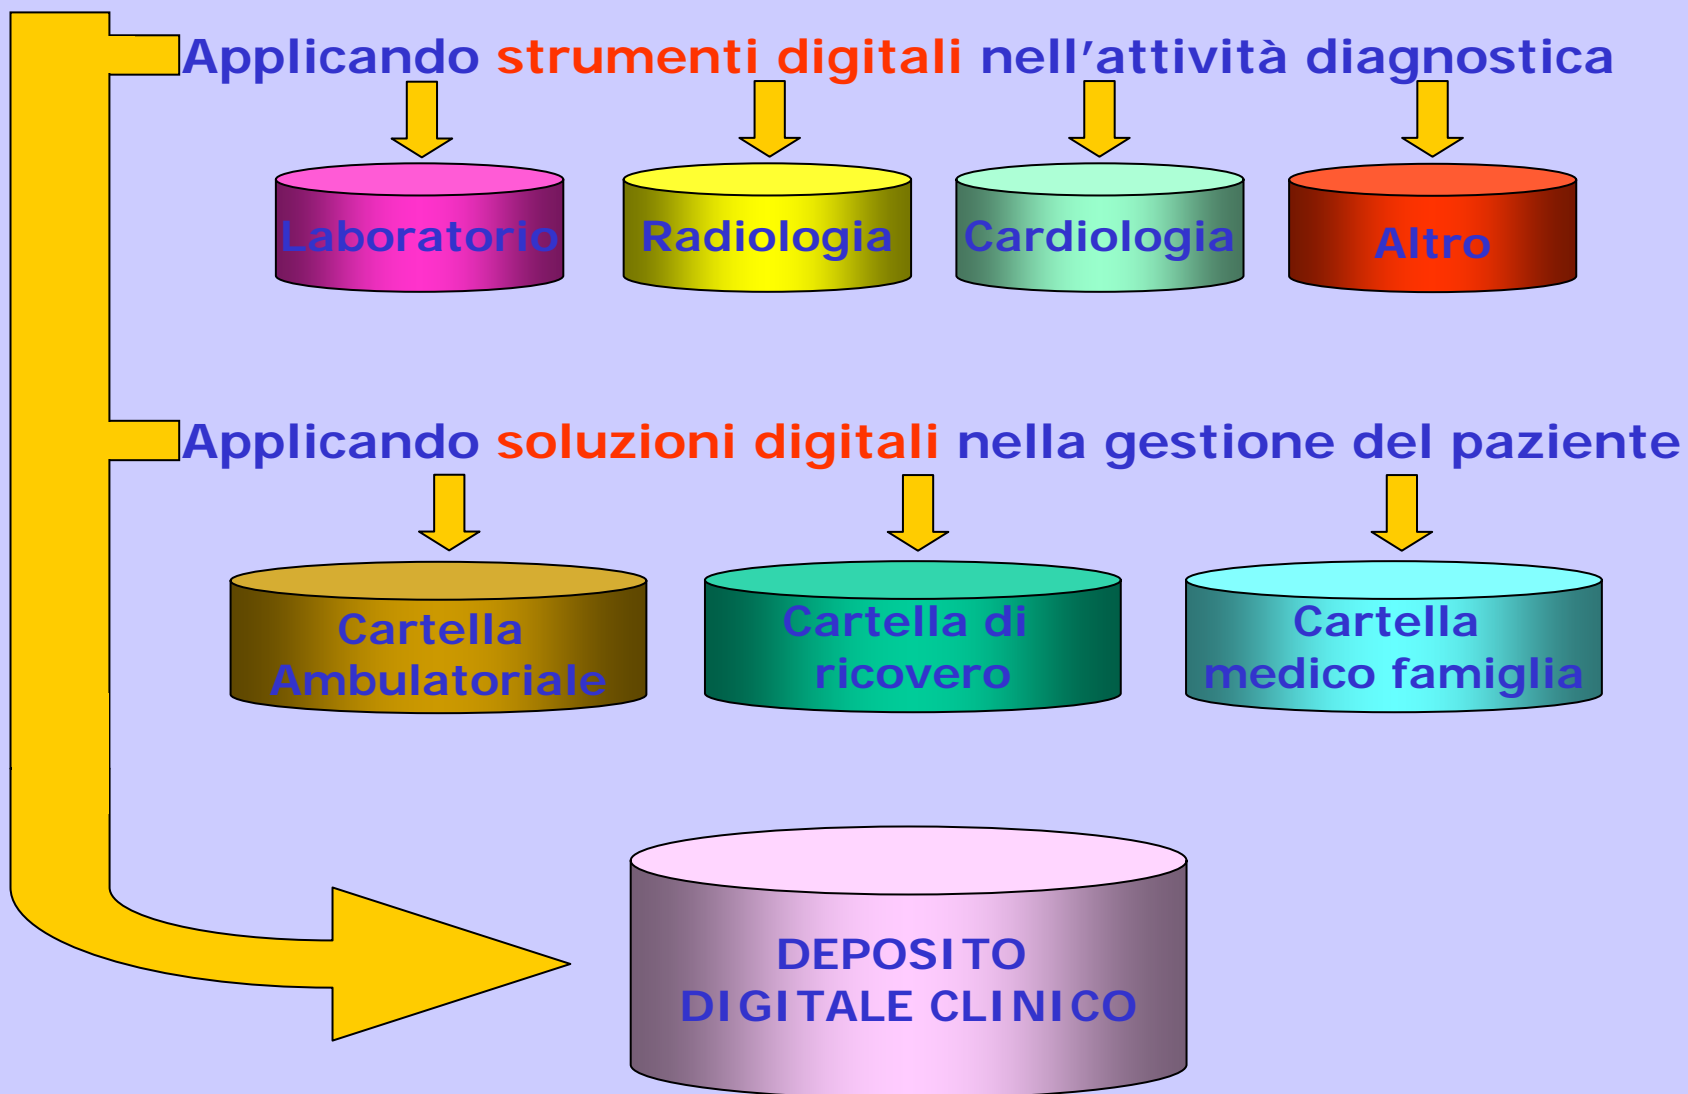 Applicando strumenti digitali nell’attività diagnostica
Laboratorio
Radiologia
Cardiologia
Altro
Applicando soluzioni digitali nella gestione del paziente
Cartella
Ambulatoriale
Cartella di
ricovero
Cartella
medico famiglia
DEPOSITO
DIGITALE CLINICO